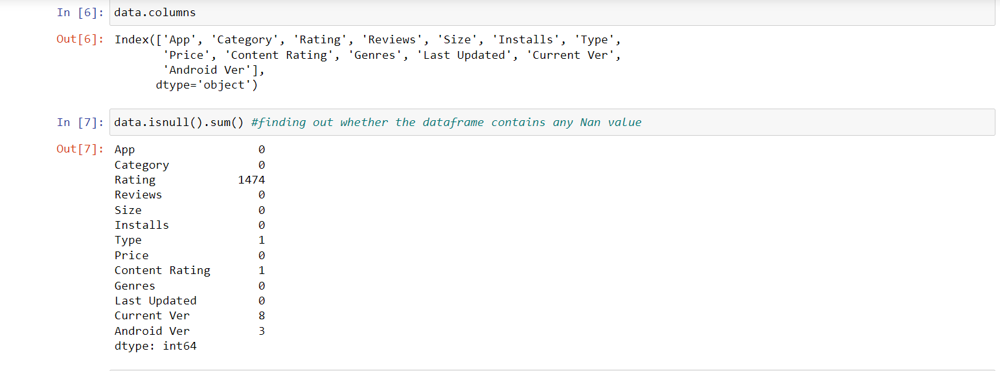 In [6]: data.columns
Out[6]: Index(['App', 'Category', 'Rating', 'Reviews', 'Size', 'Installs', 'Type',
'Price', 'Content Rating', 'Genres', 'Last Updated', 'Current Ver',
'Android Ver'],
dtype='object')
In [7]: data.isnull().sum() #finding out whether the dataframe contains any Nan value
Out[7]: App 0
Category 0
Rating 1474
Reviews 0
Size 0
Installs 0
Type 1
Price 0
Content Rating 1
Genres 0
Last Updated 0
Current Ver 8
Android Ver 3
dtype: int64